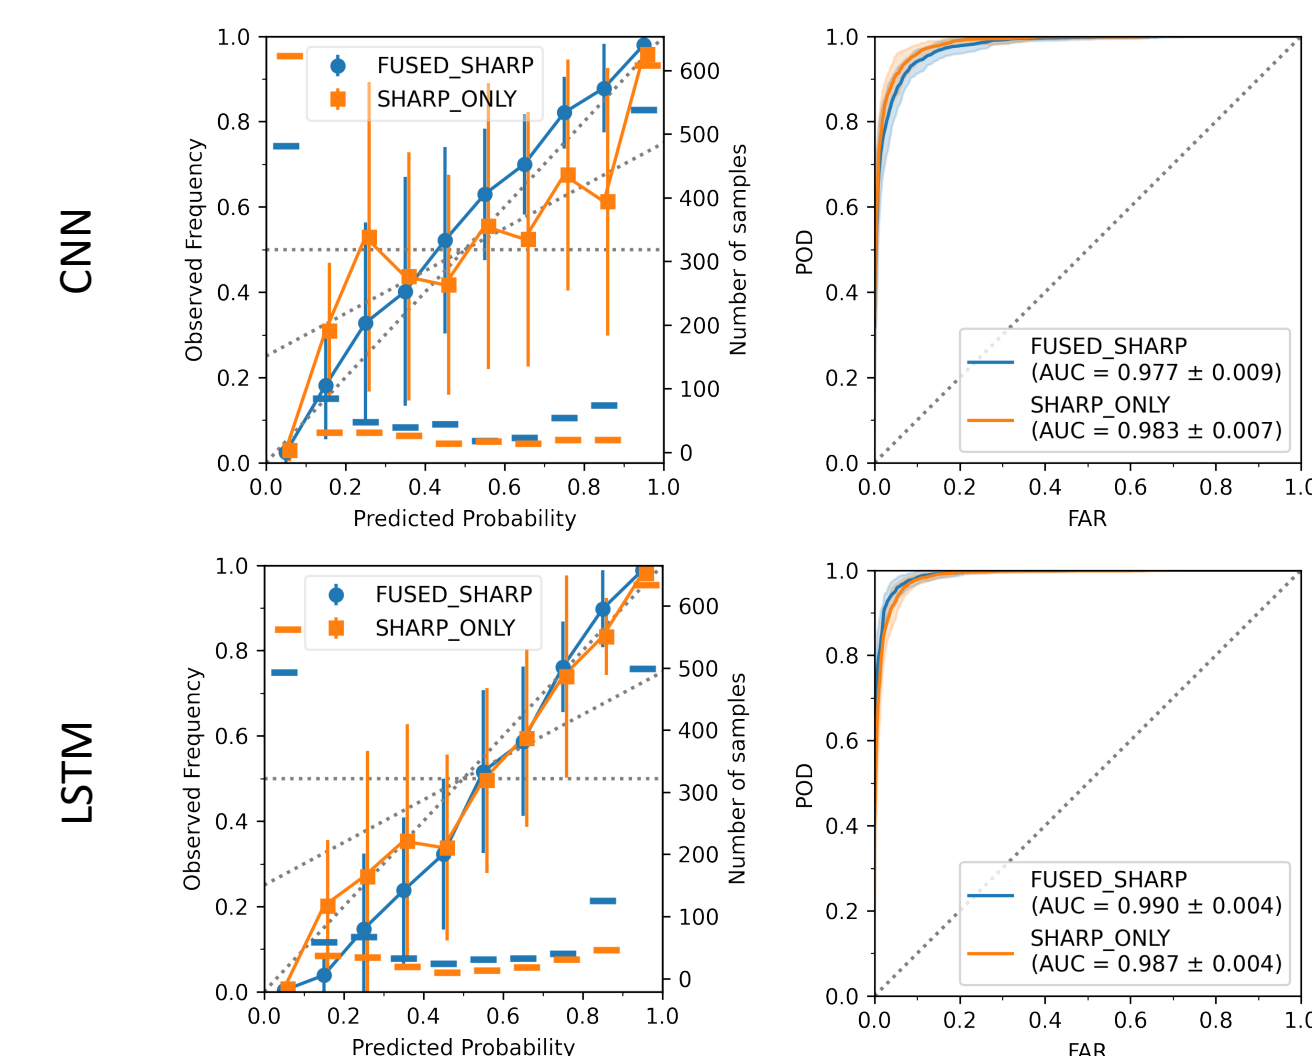 CNN
Observed Frequency
1.0
0.8
0.6
0.4
0.2
0.0
FUSED_SHARP
SHARP_ONLY
600
500
400
300
200
100
0
Number of samples
0.0 0.2 0.4 0.6 0.8 1.0
Predicted Probability
POD
1.0
0.8
0.6
0.4
0.2
0.0
FUSED_SHARP
(AUC = 0.977 ± 0.009)
SHARP_ONLY
(AUC = 0.983 ± 0.007)
0.0 0.2 0.4 0.6 0.8 1.0
FAR
LSTM
Observed Frequency
1.0
0.8
0.6
0.4
0.2
0.0
FUSED_SHARP
SHARP_ONLY
600
500
400
300
200
100
0
Number of samples
0.0 0.2 0.4 0.6 0.8 1.0
Predicted Probability
POD
1.0
0.8
0.6
0.4
0.2
0.0
FUSED_SHARP
(AUC = 0.990 ± 0.004)
SHARP_ONLY
(AUC = 0.987 ± 0.004)
0.0 0.2 0.4 0.6 0.8 1.0
FAR